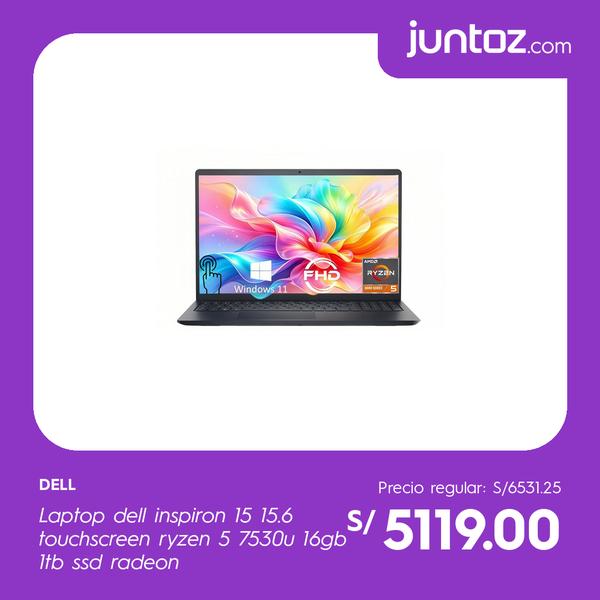 juntoz.com
Windows 11
FHD
AMD
RYZEN
5
DELL
Precio regular: S/6531.25
Laptop dell inspiron 15 15.6
touchscreen ryzen 5 7530u 16gb
1tb ssd radeon
S/ 5119.00